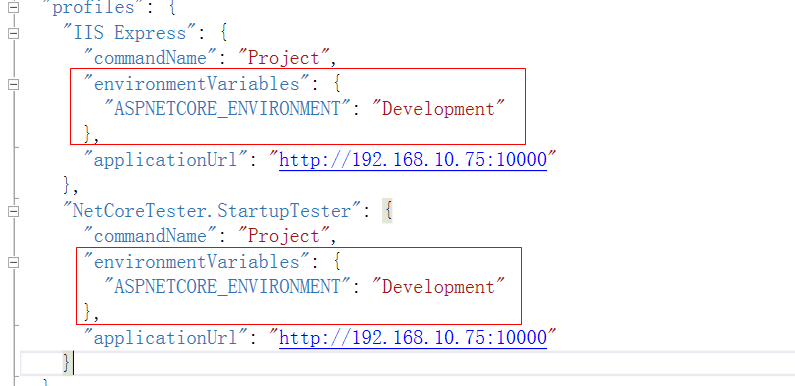 "profiles": {
"IIS Express": {
"commandName": "Project",
"environmentVariables": {
"ASPNETCORE_ENVIRONMENT": "Development"
},
"applicationUrl": "http://192.168.10.75:10000"
},
"NetCoreTester.StartupTester": {
"commandName": "Project",
"environmentVariables": {
"ASPNETCORE_ENVIRONMENT": "Development"
},
"applicationUrl": "http://192.168.10.75:10000"
}
}